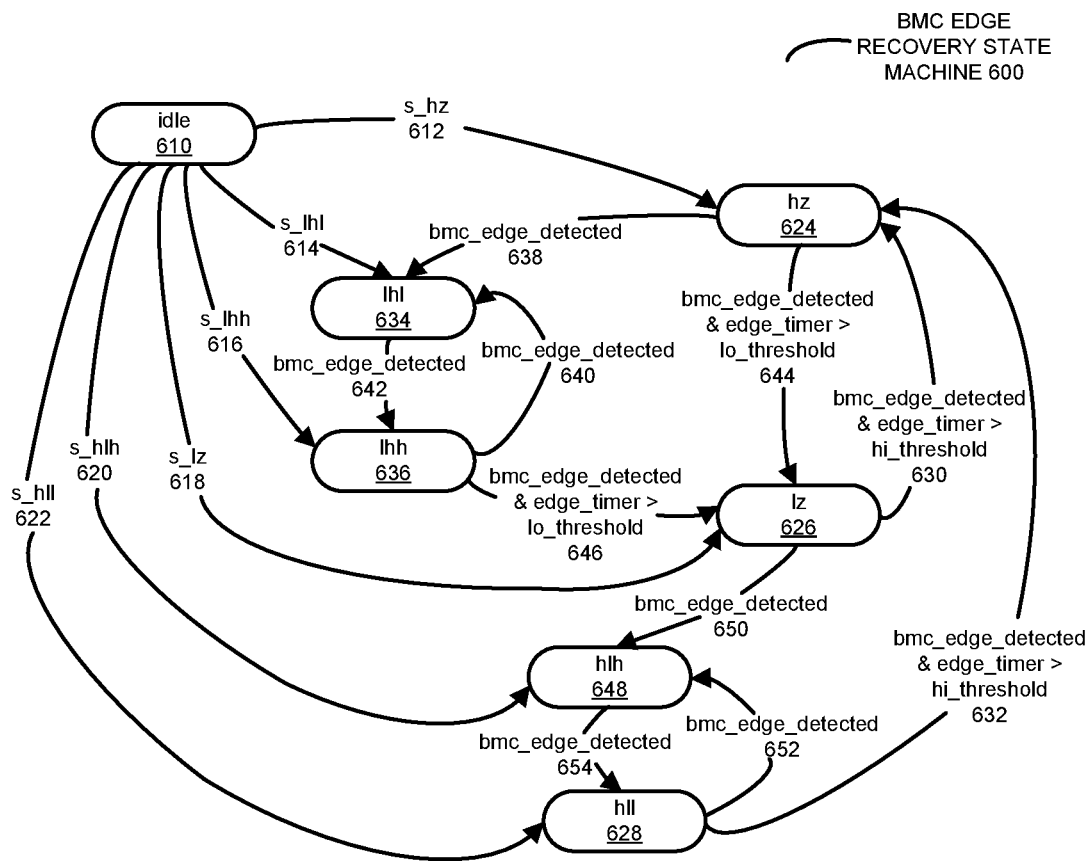 BMC EDGE
RECOVERY STATE
MACHINE 600
idle
610
s_hz
612
hz
624
s_lhl
614
bmc_edge_detected
638
lhl
634
s_lhh
616
bmc_edge_detected
642
bmc_edge_detected
640
bmc_edge_detected
& edge_timer >
lo_threshold
644
bmc_edge_detected
& edge_timer >
hi_threshold
630
lhh
636
s_hll
622
s_hlh
620
s_lz
618
bmc_edge_detected
& edge_timer >
lo_threshold
646
lz
626
bmc_edge_detected
650
hlh
648
bmc_edge_detected
& edge_timer >
hi_threshold
632
bmc_edge_detected
654
bmc_edge_detected
652
hll
628